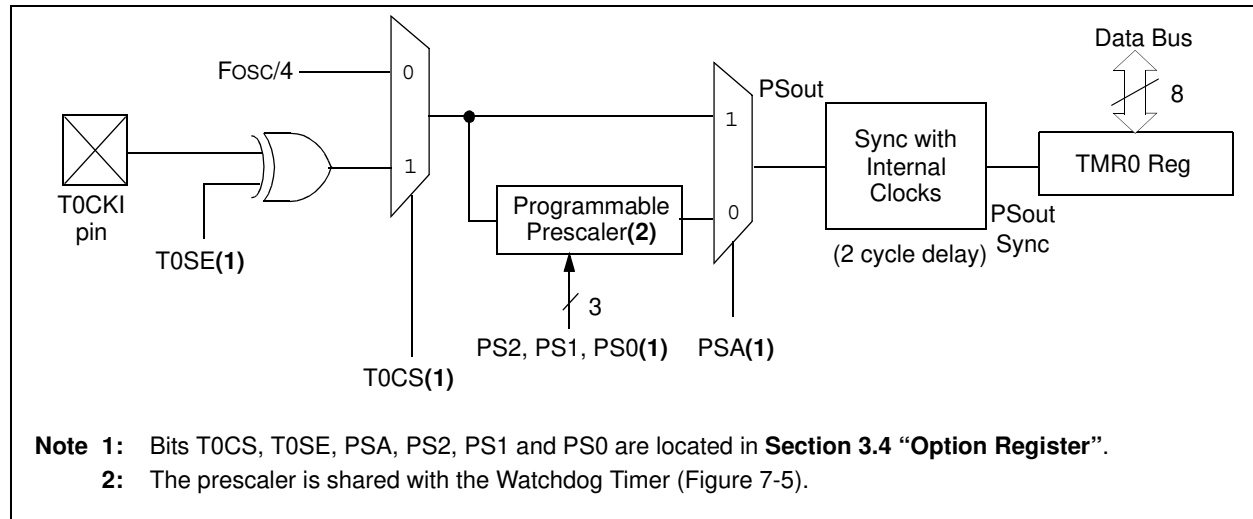 Data Bus
8
FOSC/4
0
PSout
1
T0CKI
pin
1
T0SE(1)
Programmable
Prescaler(2)
0
Sync with
Internal
Clocks
TMR0 Reg
PSout
Sync
(2 cycle delay)
3
PS2, PS1, PS0(1)
PSA(1)
T0CS(1)
Note 1: Bits T0CS, T0SE, PSA, PS2, PS1 and PS0 are located in Section 3.4 “Option Register”.
2: The prescaler is shared with the Watchdog Timer (Figure 7-5).